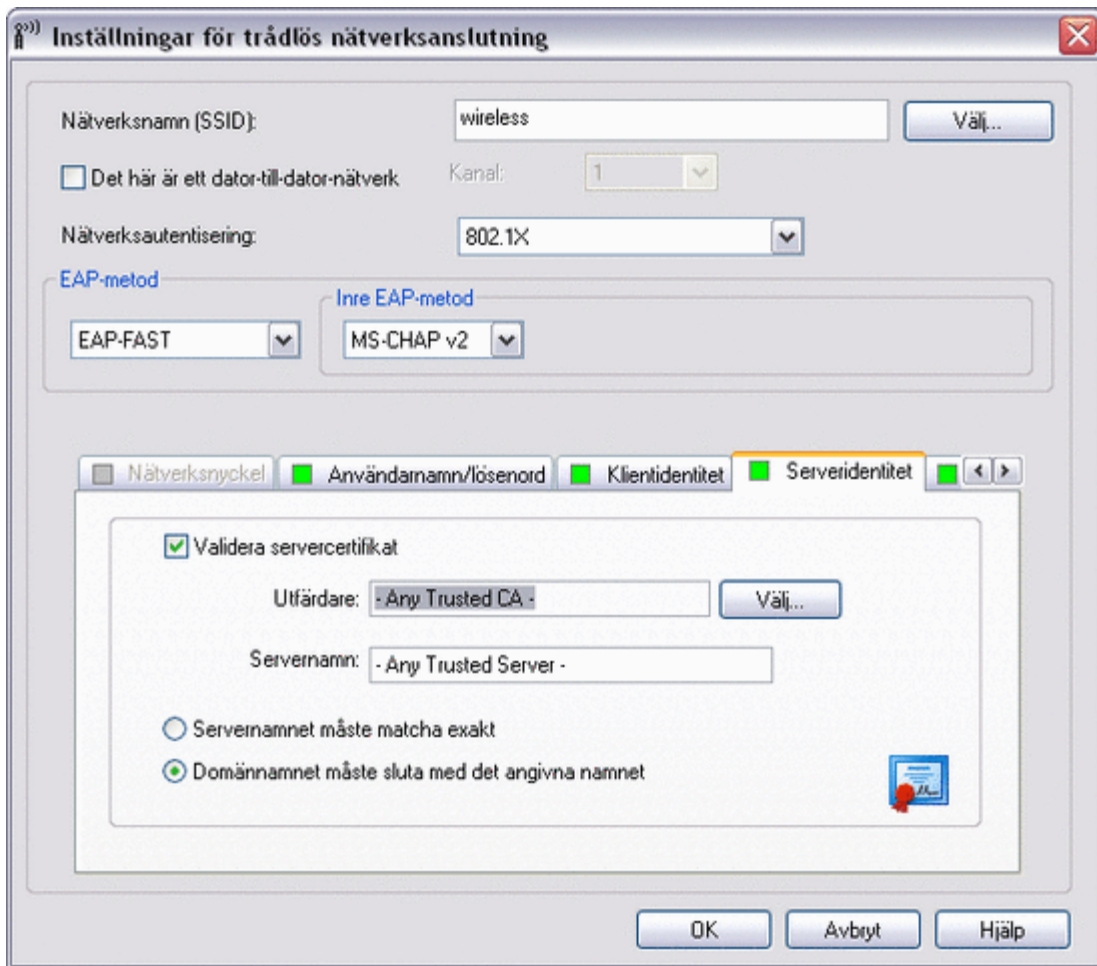 Inställningar för trådlös nätverksanslutning
Nätverksnamn (SSID): wireless Välj...
Det här är ett dator-till-dator-nätverk Kanal: 1
Nätverksautentisering: 802.1X
EAP-metod
Inre EAP-metod
EAP-FAST MS-CHAP v2
Nätverksnyckel Användarnamn/lösenord Klientidentitet Serveridentitet
Validera servercertifikat
Utfärdare: - Any Trusted CA - Välj...
Servernamn: - Any Trusted Server -
Servernamnet måste matcha exakt
Domännamnet måste sluta med det angivna namnet
OK Avbryt Hjälp